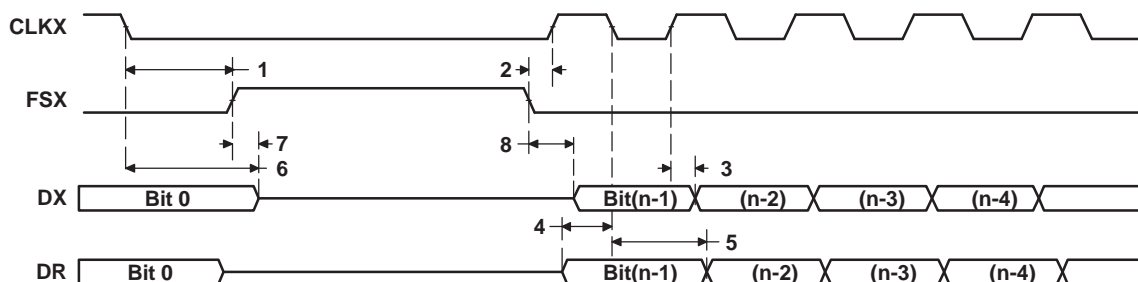 CLKX
1 2
FSX
7 8
6 3
DX Bit 0 Bit(n-1) (n-2) (n-3) (n-4)
4 5
DR Bit 0 Bit(n-1) (n-2) (n-3) (n-4)